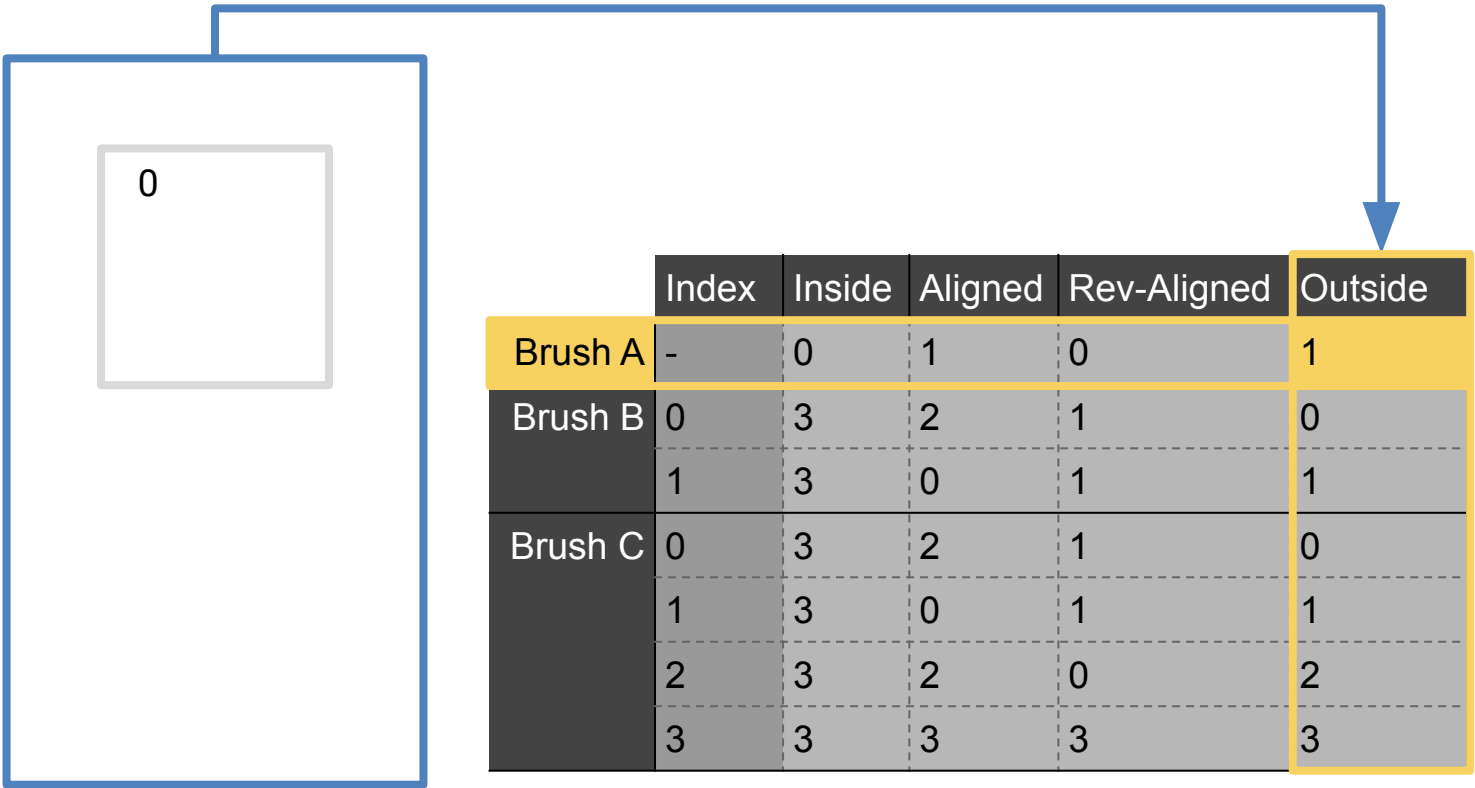 0
Index Inside Aligned Rev-Aligned Outside
Brush A - 0 1 0 1
Brush B 0 3 2 1 0
1 3 0 1 1
Brush C 0 3 2 1 0
1 3 0 1 1
2 3 2 0 2
3 3 3 3 3